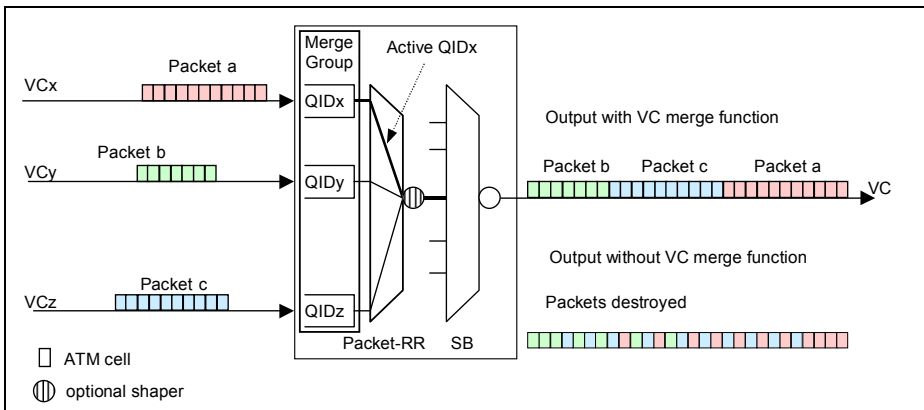 Merge
Group
Active QIDx
VCx
Packet a
QIDx
Output with VC merge function
Packet b
VCy
QIDy
Packet b
Packet c
Packet a
VC
Output without VC merge function
Packet c
VCz
QIDz
Packets destroyed
Packet-RR
SB
ATM cell
optional shaper